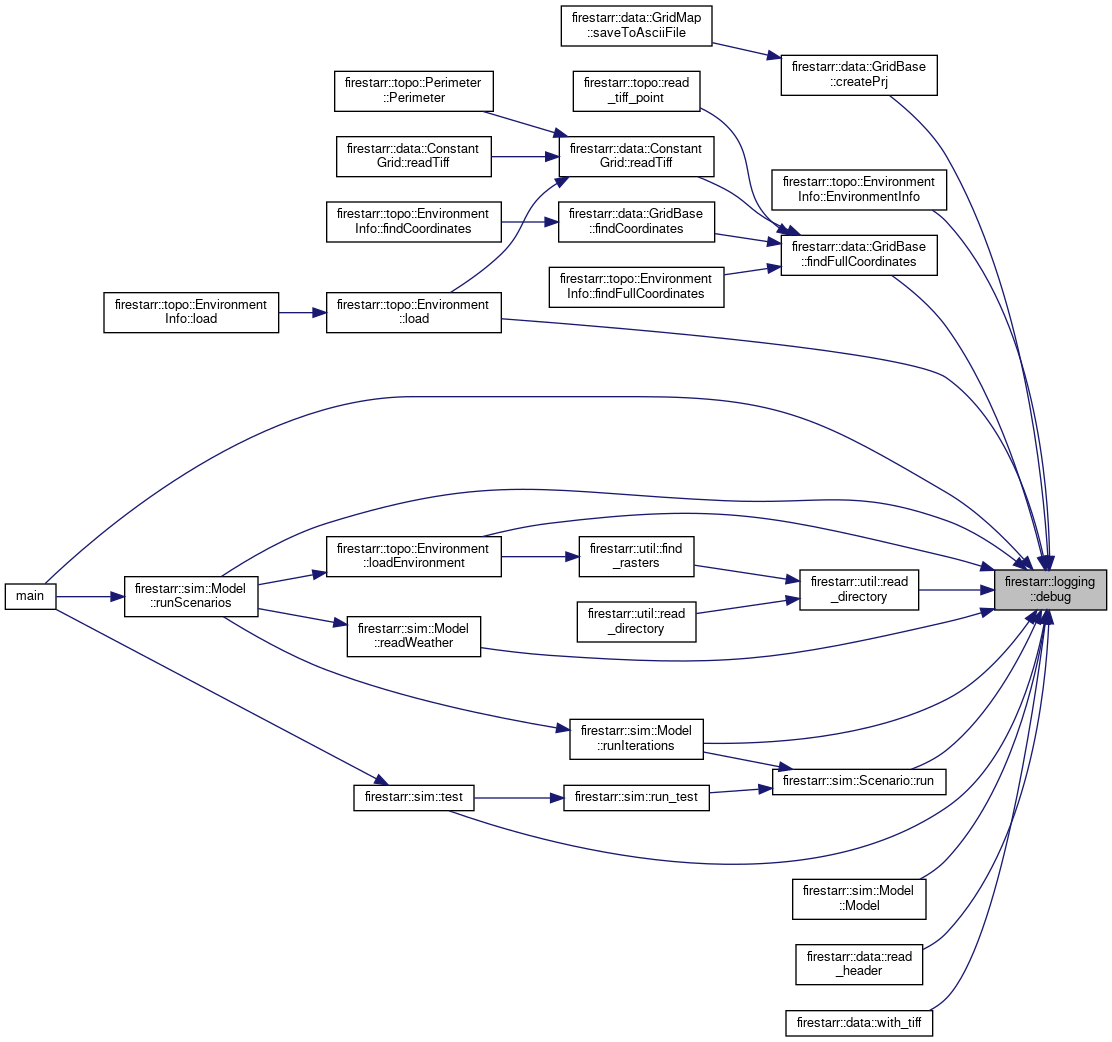 firestarr::data::GridMap
::saveToAsciiFile
firestarr::data::GridBase
::createPrj
firestarr::topo::Perimeter
::Perimeter
firestarr::topo::read
_tiff_point
firestarr::data::Constant
Grid::readTiff
firestarr::data::Constant
Grid::readTiff
firestarr::topo::Environment
Info::EnvironmentInfo
firestarr::topo::Environment
Info::findCoordinates
firestarr::data::GridBase
::findCoordinates
firestarr::data::GridBase
::findFullCoordinates
firestarr::topo::Environment
Info::findFullCoordinates
firestarr::topo::Environment
Info::load
firestarr::topo::Environment
::load
firestarr::topo::Environment
::loadEnvironment
firestarr::util::find
_rasters
firestarr::util::read
_directory
firestarr::logging
::debug
main
firestarr::sim::Model
::runScenarios
firestarr::util::read
_directory
firestarr::sim::Model
::readWeather
firestarr::sim::Model
::runIterations
firestarr::sim::Scenario::run
firestarr::sim::test
firestarr::sim::run_test
firestarr::sim::Model
::Model
firestarr::data::read
_header
firestarr::data::with_tiff